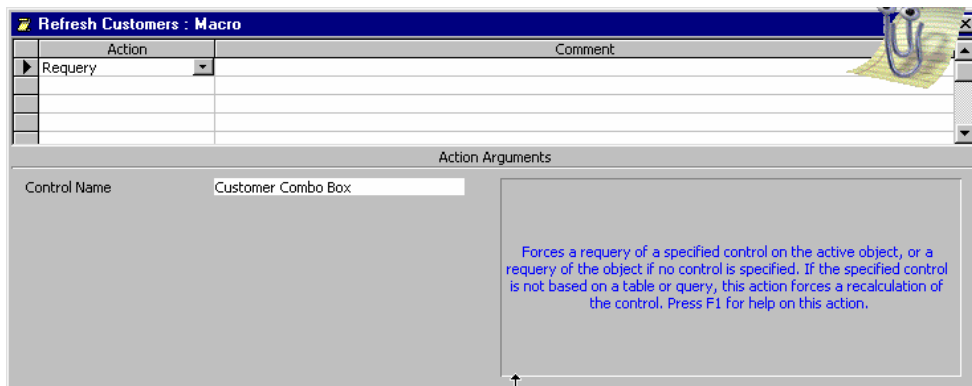 Refresh Customers : Macro
Action Comment
Requery
Action Arguments
Control Name Customer Combo Box
Forces a requery of a specified control on the active object, or a
requery of the object if no control is specified. If the specified control
is not based on a table or query, this action forces a recalculation of
the control. Press F1 for help on this action.